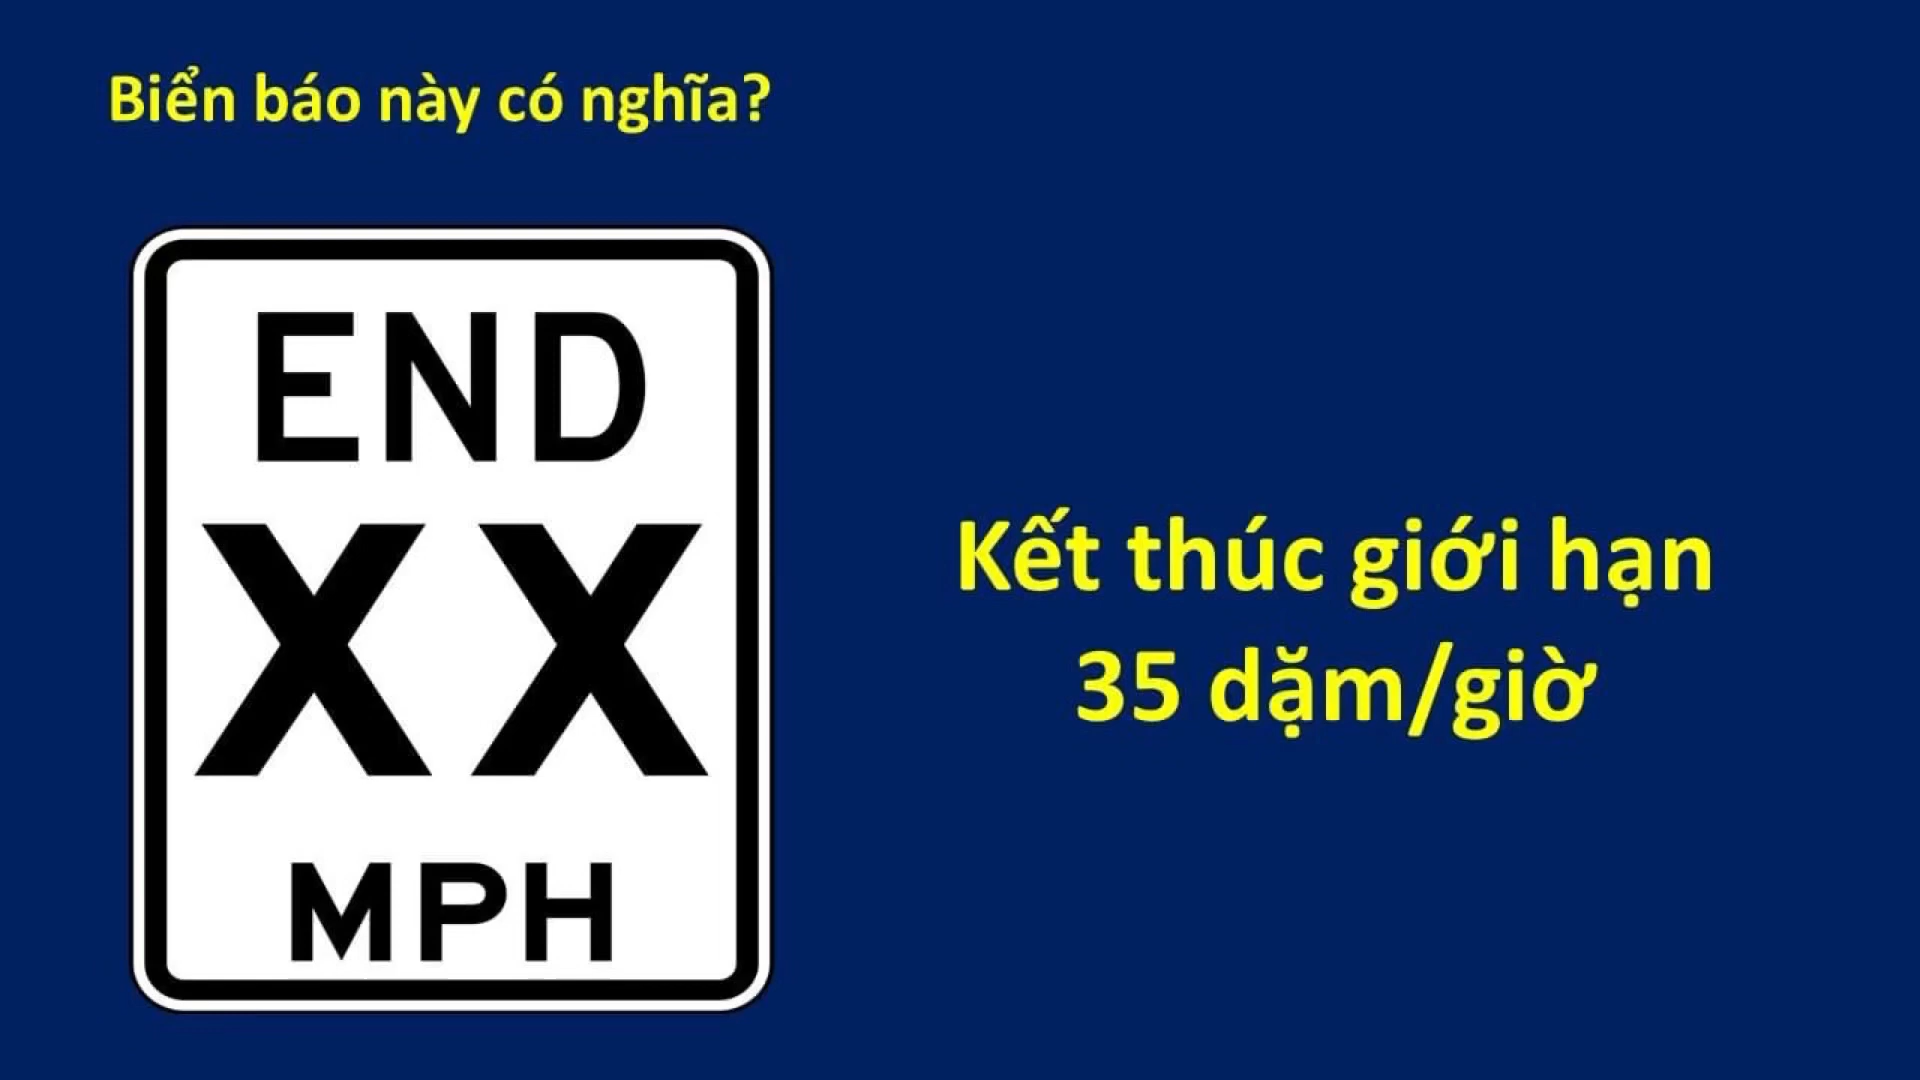 Biển báo này có nghĩa?
END
XX
MPH
Kết thúc giới hạn
35 dặm/giờ